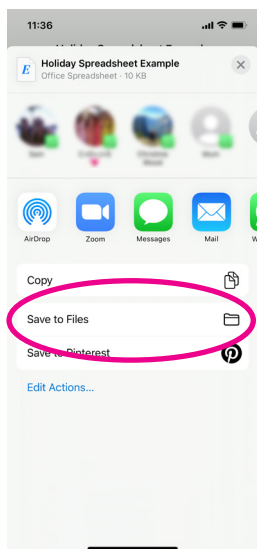 11:36
Holiday Spreadsheet Example
Office Spreadsheet · 10 KB
AirDrop
Zoom
Messages
Mail
Copy
Save to Files
Save to Pinterest
Edit Actions...